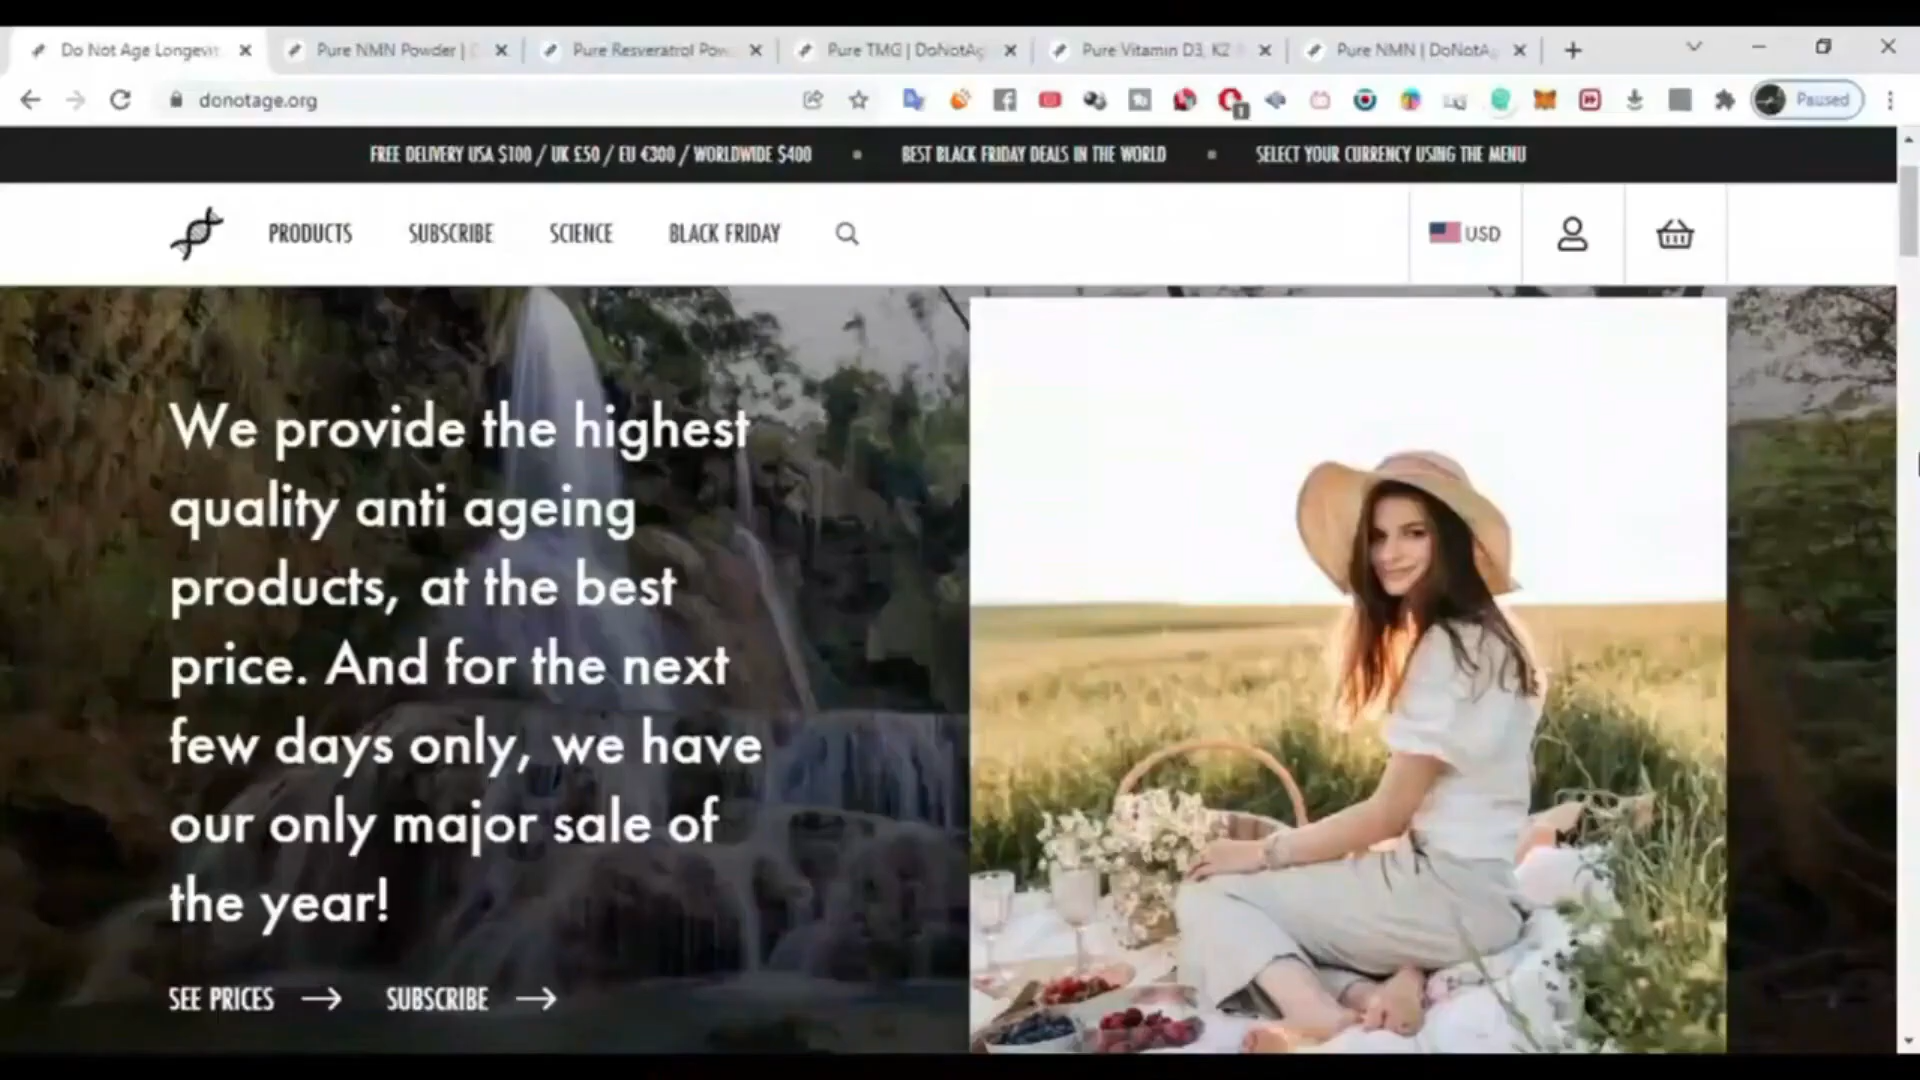 Do Not Age Longevit
Pure NMN Powder |
Pure Resveratrol Pow
Pure TMG | DoNotAg
Pure Vitamin D3, K2
Pure NMN | DoNotA
donotage.org
Paused
FREE DELIVERY USA $100 / UK £50 / EU €300 / WORLDWIDE $400
BEST BLACK FRIDAY DEALS IN THE WORLD
SELECT YOUR CURRENCY USING THE MENU
PRODUCTS
SUBSCRIBE
SCIENCE
BLACK FRIDAY
USD
We provide the highest
quality anti ageing
products, at the best
price. And for the next
few days only, we have
our only major sale of
the year!
SEE PRICES
SUBSCRIBE